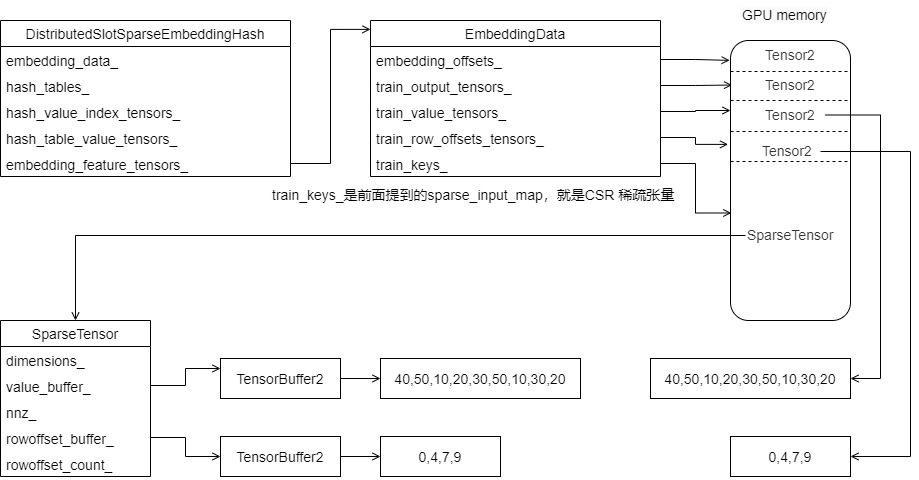 GPU memory
DistributedSlotSparseEmbeddingHash
embedding_data_
hash_tables_
hash_value_index_tensors_
hash_table_value_tensors_
embedding_feature_tensors_
EmbeddingData
embedding_offsets_
train_output_tensors_
train_value_tensors_
train_row_offsets_tensors_
train_keys_
Tensor2
Tensor2
Tensor2
Tensor2
SparseTensor
train_keys_是前面提到的sparse_input_map，就是CSR 稀疏张量
SparseTensor
dimensions_
value_buffer_
nnz_
rowoffset_buffer_
rowoffset_count_
TensorBuffer2
40,50,10,20,30,50,10,30,20
40,50,10,20,30,50,10,30,20
TensorBuffer2
0,4,7,9
0,4,7,9